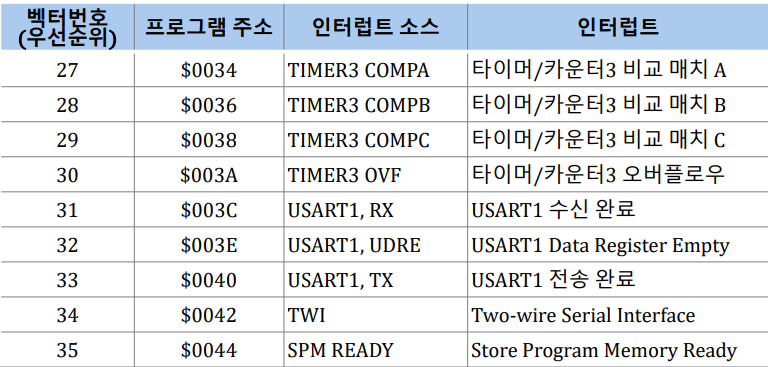 벡터번호
(우선순위) 프로그램 주소 인터럽트 소스 인터럽트
27 $0034 TIMER3 COMPA 타이머/카운터3 비교 매치 A
28 $0036 TIMER3 COMPB 타이머/카운터3 비교 매치 B
29 $0038 TIMER3 COMPC 타이머/카운터3 비교 매치 C
30 $003A TIMER3 OVF 타이머/카운터3 오버플로우
31 $003C USART1, RX USART1 수신 완료
32 $003E USART1, UDRE USART1 Data Register Empty
33 $0040 USART1, TX USART1 전송 완료
34 $0042 TWI Two-wire Serial Interface
35 $0044 SPM READY Store Program Memory Ready